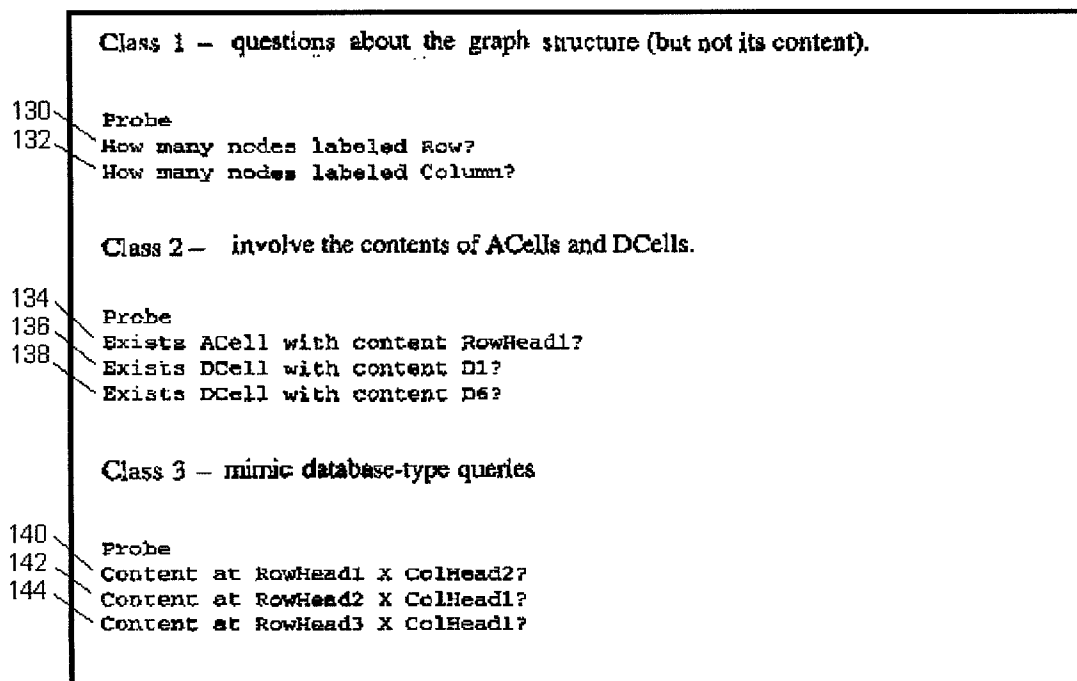 Class 1 – questions about the graph structure (but not its content).
Probe
130 How many nodes labeled Row?
132 How many nodes labeled Column?
Class 2 – involve the contents of ACells and DCells.
Probe
134 Exists ACell with content RowHead1?
136 Exists DCell with content D1?
138 Exists DCell with content D6?
Class 3 – mimic database-type queries
Probe
140 Content at RowHead1 X ColHead2?
142 Content at RowHead2 X ColHead1?
144 Content at RowHead3 X ColHead1?